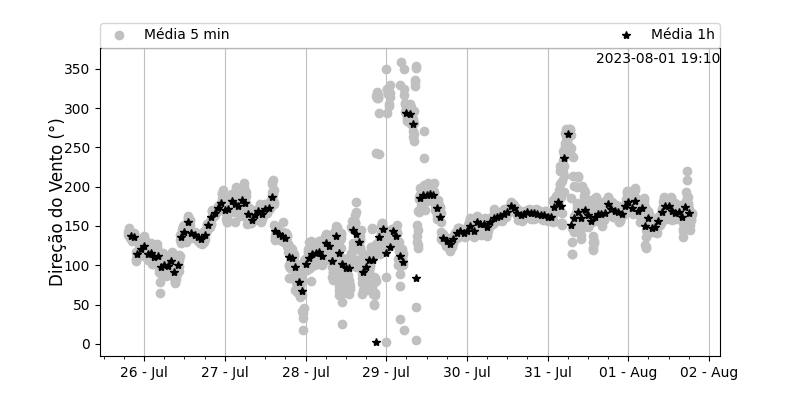 Média 5 min
Média 1h
2023-08-01 19:10
Direção do Vento (°)
350
300
250
200
150
100
50
0
26 - Jul
27 - Jul
28 - Jul
29 - Jul
30 - Jul
31 - Jul
01 - Aug
02 - Aug